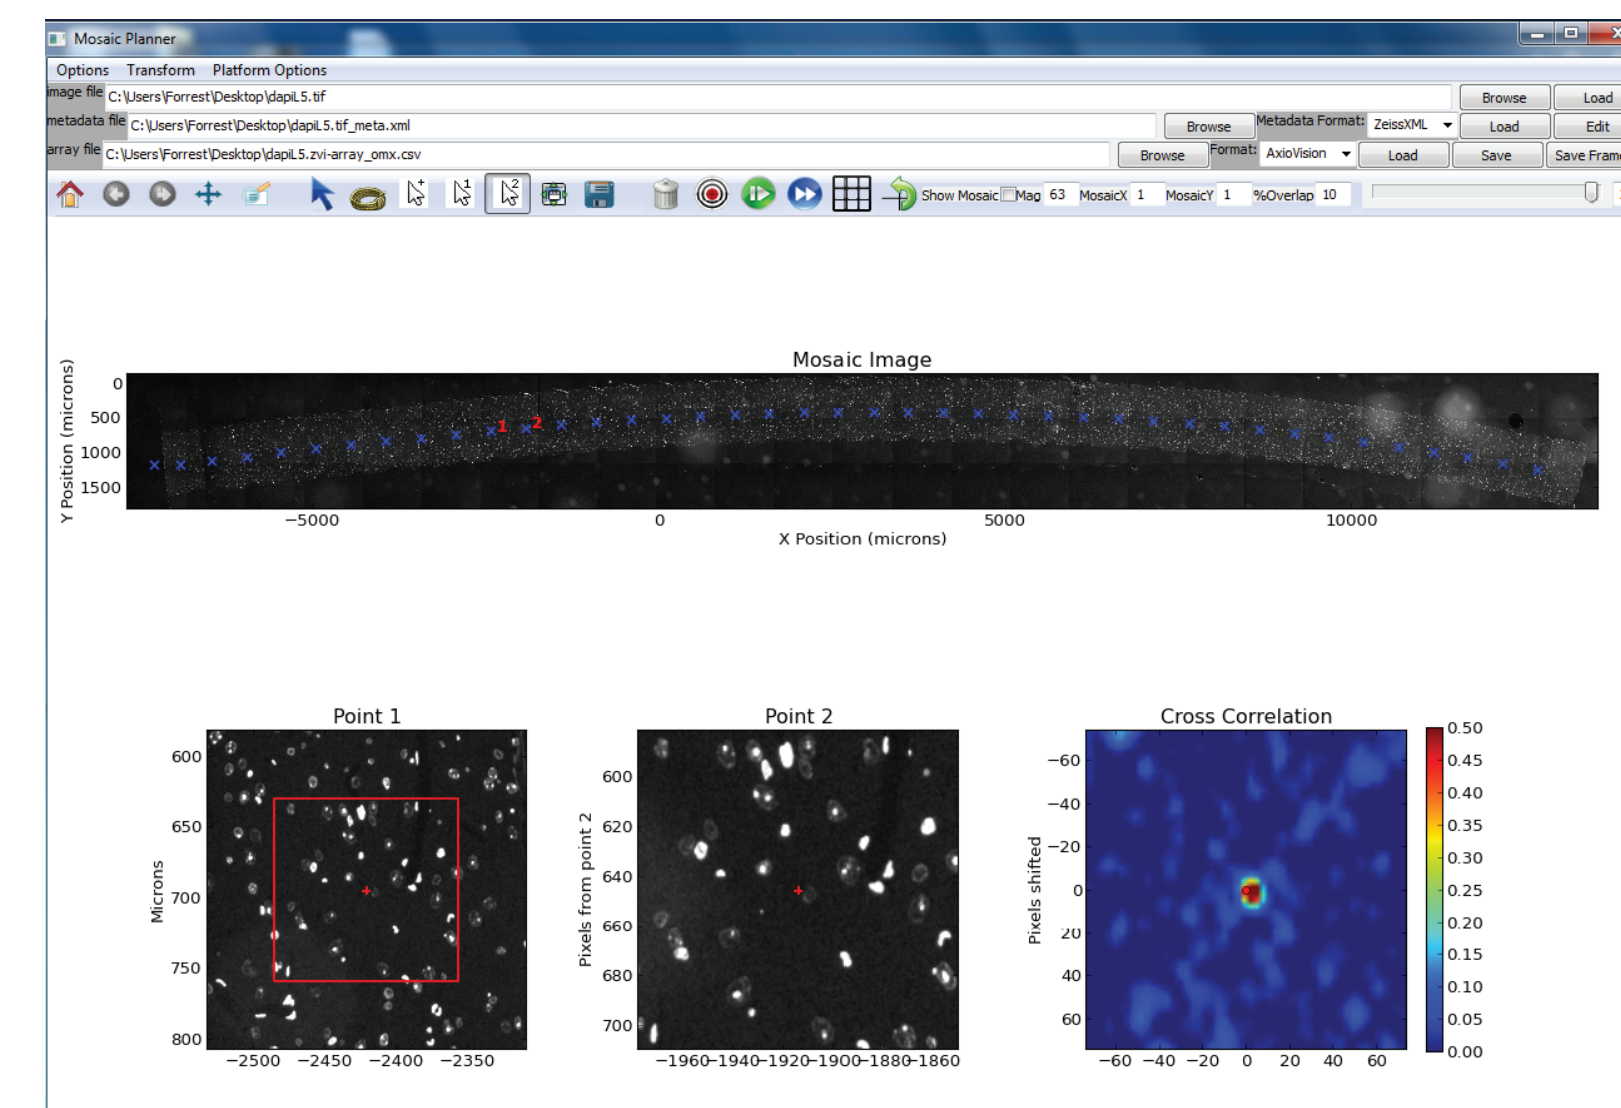 Mosaic Planner
Options Transform Platform Options
image file C:\Users\Forrest\Desktop\dapiL5.tif Browse Load
metadata file C:\Users\Forrest\Desktop\dapiL5.tif_meta.xml Browse Metadata Format: ZeissXML Load Edit
array file C:\Users\Forrest\Desktop\dapiL5.zvi-array_omx.csv Browse Format: AxioVision Load Save Save Fram
+ 1 2 Show Mosaic Mag 63 MosaicX 1 MosaicY 1 %Overlap 10
Mosaic Image
Y Position (microns)
0
500
1000
1500
1 2
−5000 0 5000 10000
X Position (microns)
Point 1
Microns
600
650
700
750
800
−2500 −2450 −2400 −2350
Point 2
Pixels from point 2
600
620
640
660
680
700
−1960 −1940 −1920 −1900 −1880 −1860
Cross Correlation
Pixels shifted
−60
−40
−20
0
20
40
60
−60 −40 −20 0 20 40 60
0.50
0.45
0.40
0.35
0.30
0.25
0.20
0.15
0.10
0.05
0.00